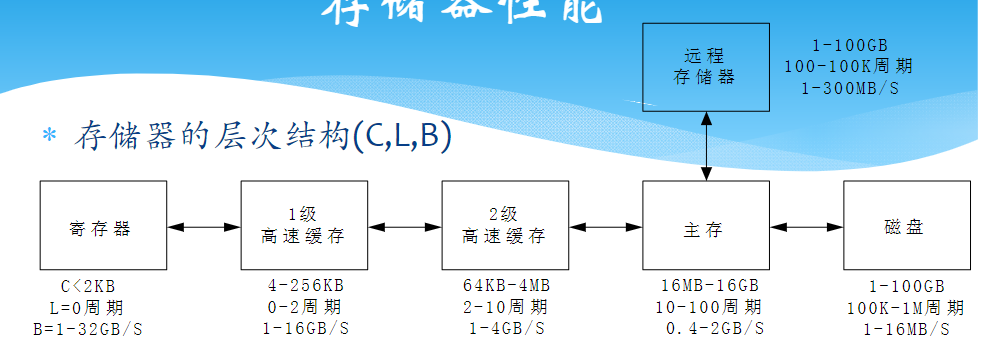 存储器性能
远程
存储器
1-100GB
100-100K周期
1-300MB/S
* 存储器的层次结构(C,L,B)
寄存器
C<2KB
L=0周期
B=1-32GB/S
1级
高速缓存
4-256KB
0-2周期
1-16GB/S
2级
高速缓存
64KB-4MB
2-10周期
1-4GB/S
主存
16MB-16GB
10-100周期
0.4-2GB/S
磁盘
1-100GB
100K-1M周期
1-16MB/S